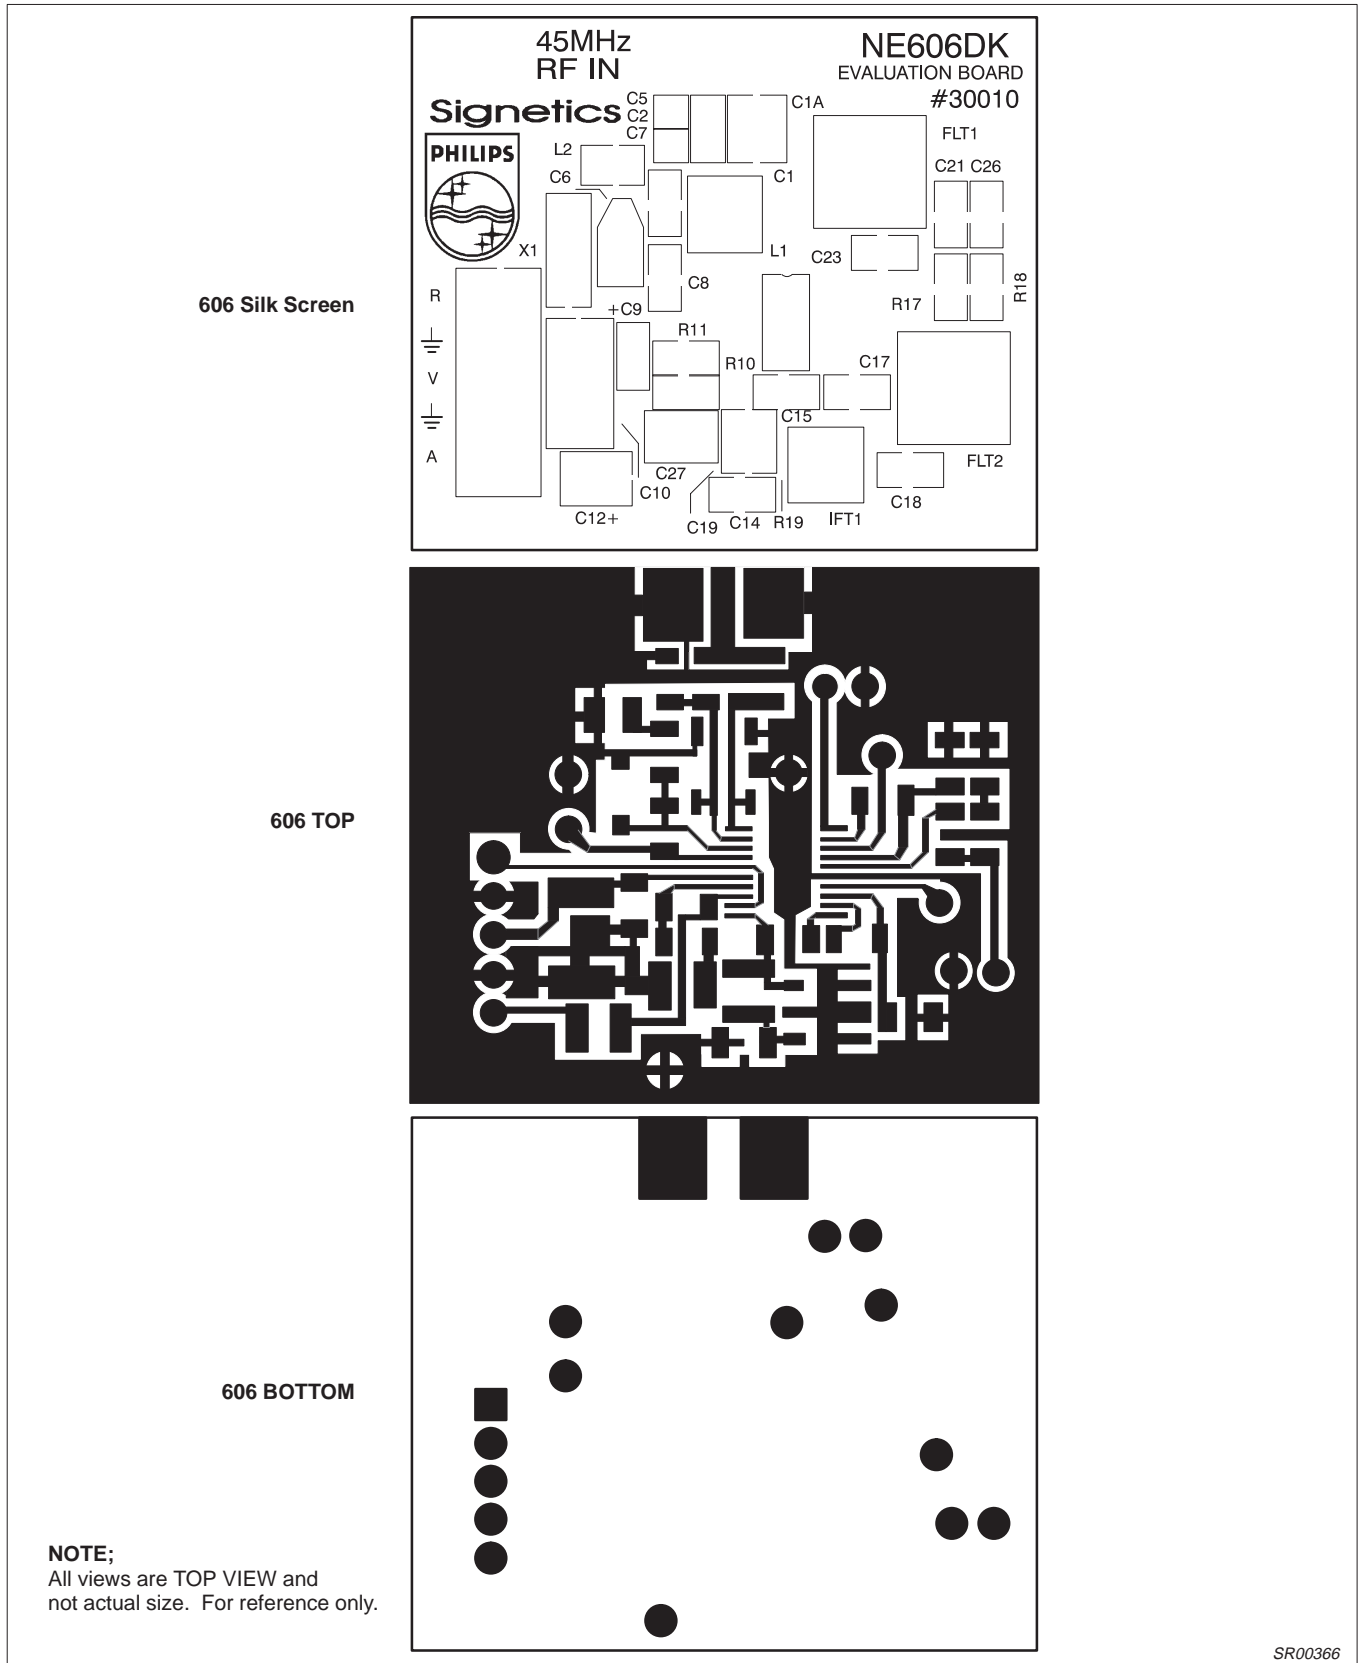 45MHz
RF IN
NE606DK
EVALUATION BOARD
#30010
Signetics
PHILIPS
C5
C2
C7
C1A
FLT1
L2
C6
C1
C21 C26
X1
L1
C23
C8
R17
R18
R
+C9
R11
R10
C17
V
C15
A
FLT2
C27
C10
C18
C12+
C19
C14
R19
IFT1
606 Silk Screen
606 TOP
606 BOTTOM
NOTE;
All views are TOP VIEW and
not actual size. For reference only.
SR00366